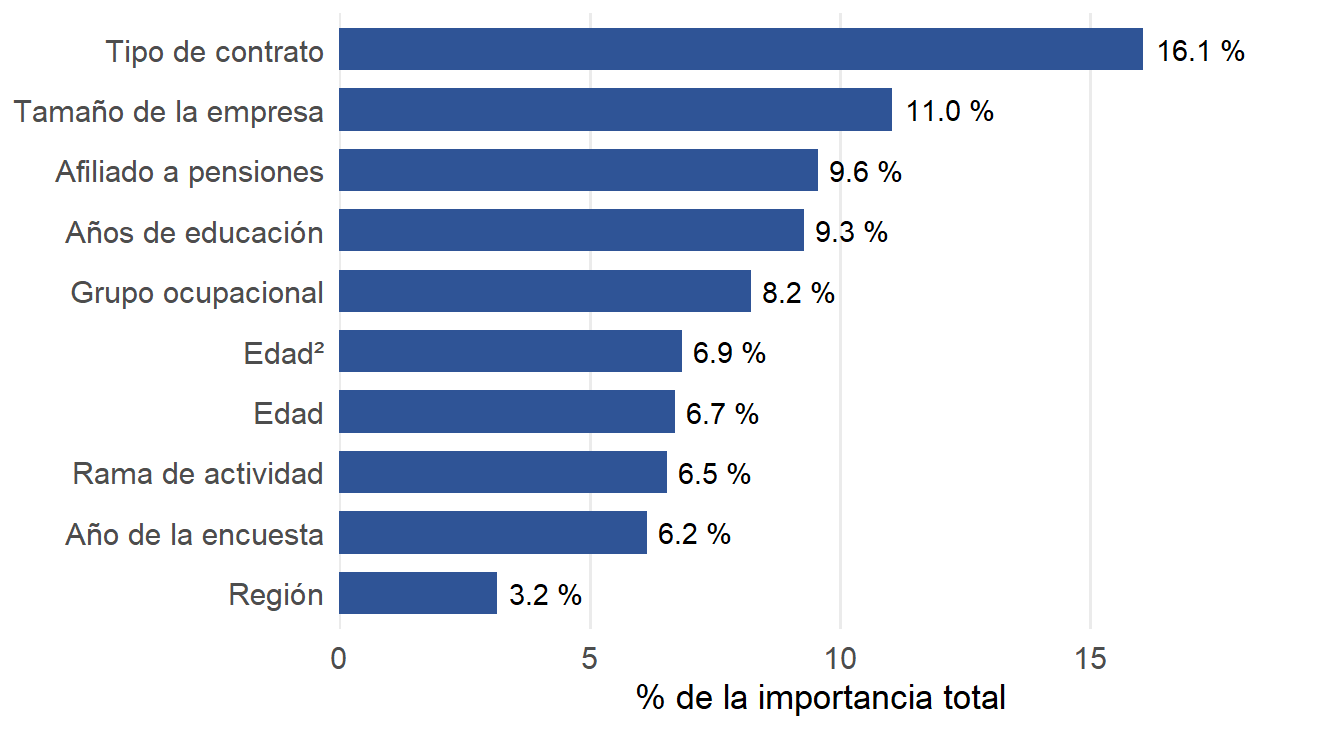 Tipo de contrato 16.1 %
Tamaño de la empresa 11.0 %
Afiliado a pensiones 9.6 %
Años de educación 9.3 %
Grupo ocupacional 8.2 %
Edad² 6.9 %
Edad 6.7 %
Rama de actividad 6.5 %
Año de la encuesta 6.2 %
Región 3.2 %
0 5 10 15
% de la importancia total